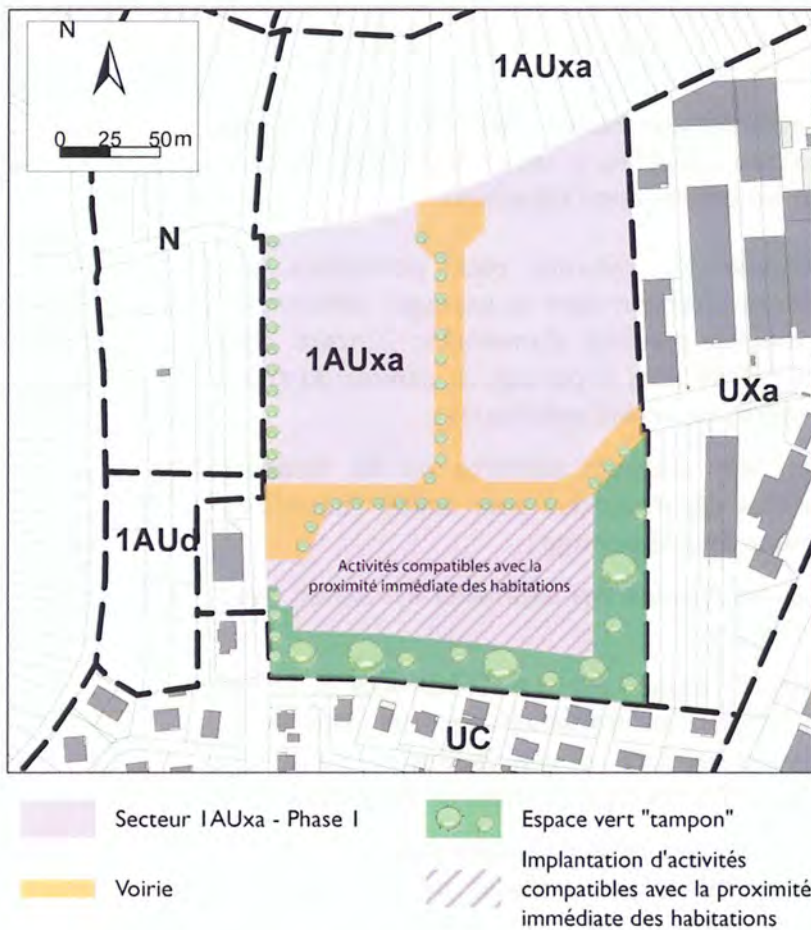 N
0 25 50 m
1AUxa
N
1AUxa
UXa
1AUd
Activités compatibles avec la
proximité immédiate des habitations
UC
Secteur 1AUxa - Phase 1
Espace vert "tampon"
Voirie
Implantation d'activités
compatibles avec la proximité
immédiate des habitations